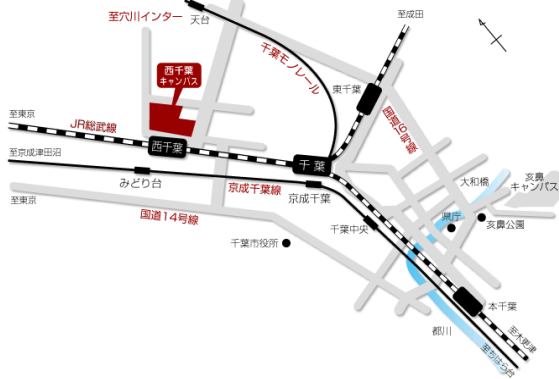 至穴川インター
天台
至成田
西千葉
キャンパス
千葉モノレール
東千葉
国道16号線
至東京
JR総武線
西千葉
千葉
至京成津田沼
みどり台
京成千葉線
京成千葉
大和橋
亥鼻
キャンパス
至東京
国道14号線
千葉中央
県庁
亥鼻公園
千葉市役所
本千葉
都川
至木更津
至ちはら台